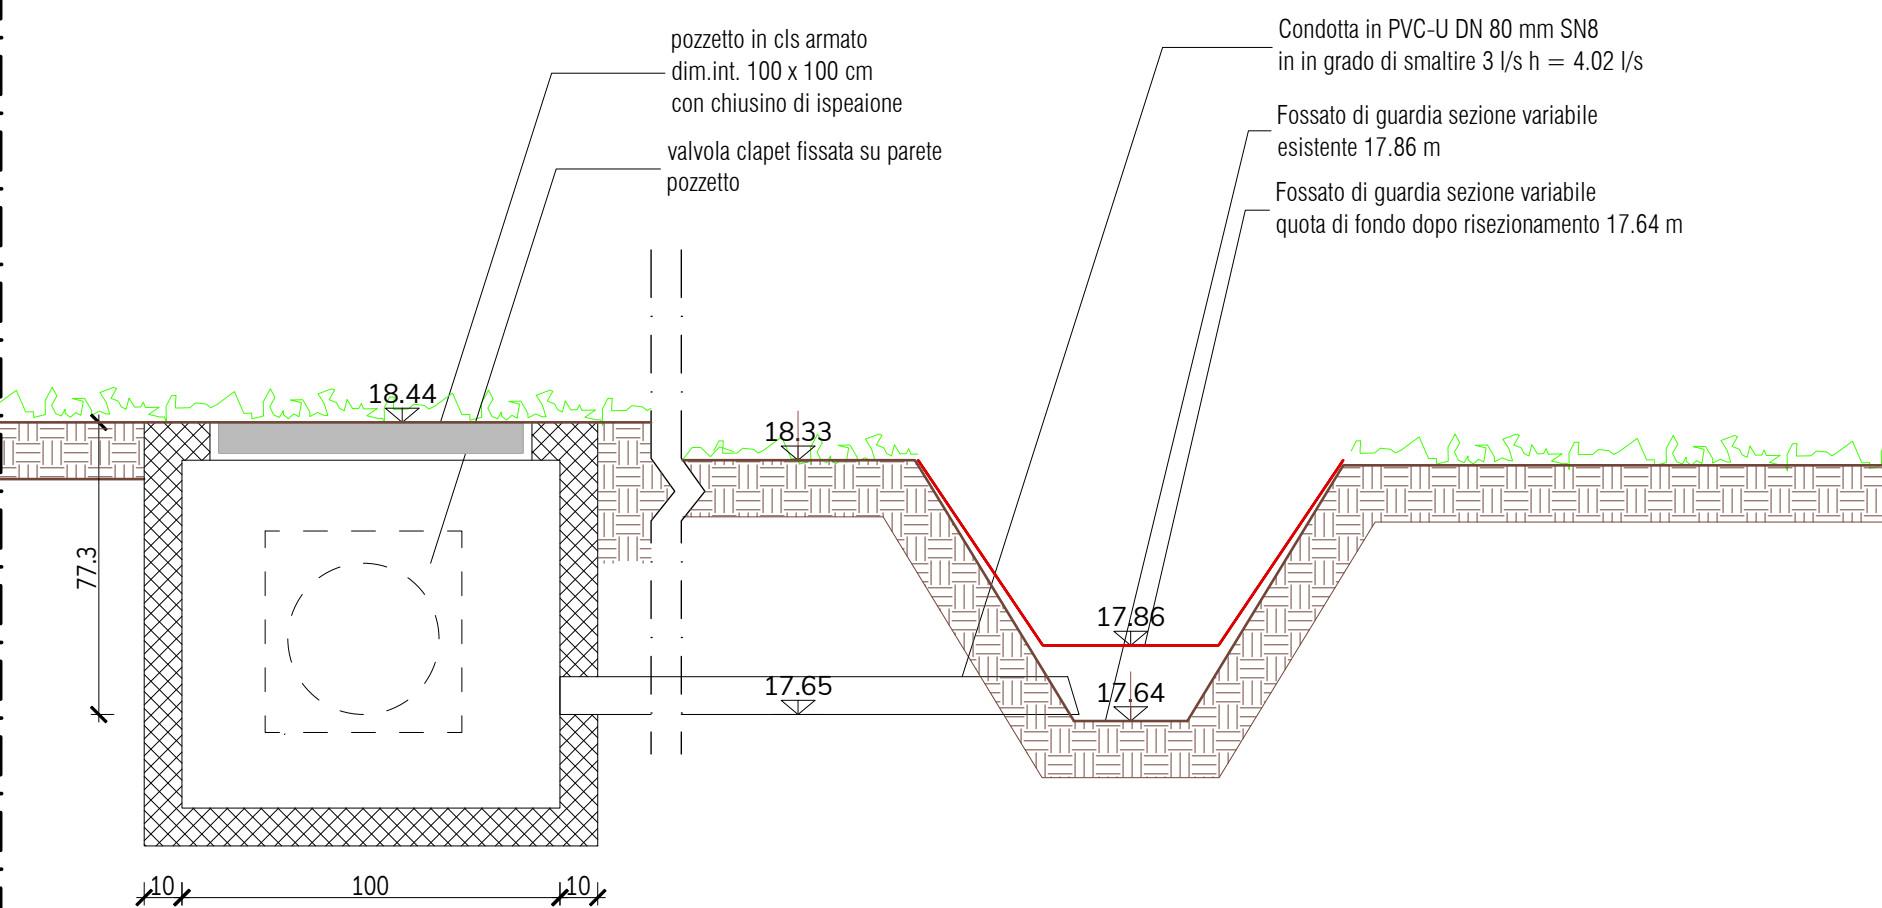 pozzetto in cls armato
dim.int. 100 x 100 cm
con chiusino di ispeaione
valvola clapet fissata su parete
pozzetto
Condotta in PVC-U DN 80 mm SN8
in in grado di smaltire 3 l/s h = 4.02 l/s
Fossato di guardia sezione variabile
esistente 17.86 m
Fossato di guardia sezione variabile
quota di fondo dopo risezionamento 17.64 m
18.44
18.33
77.3
17.86
17.65
17.64
10
100
10